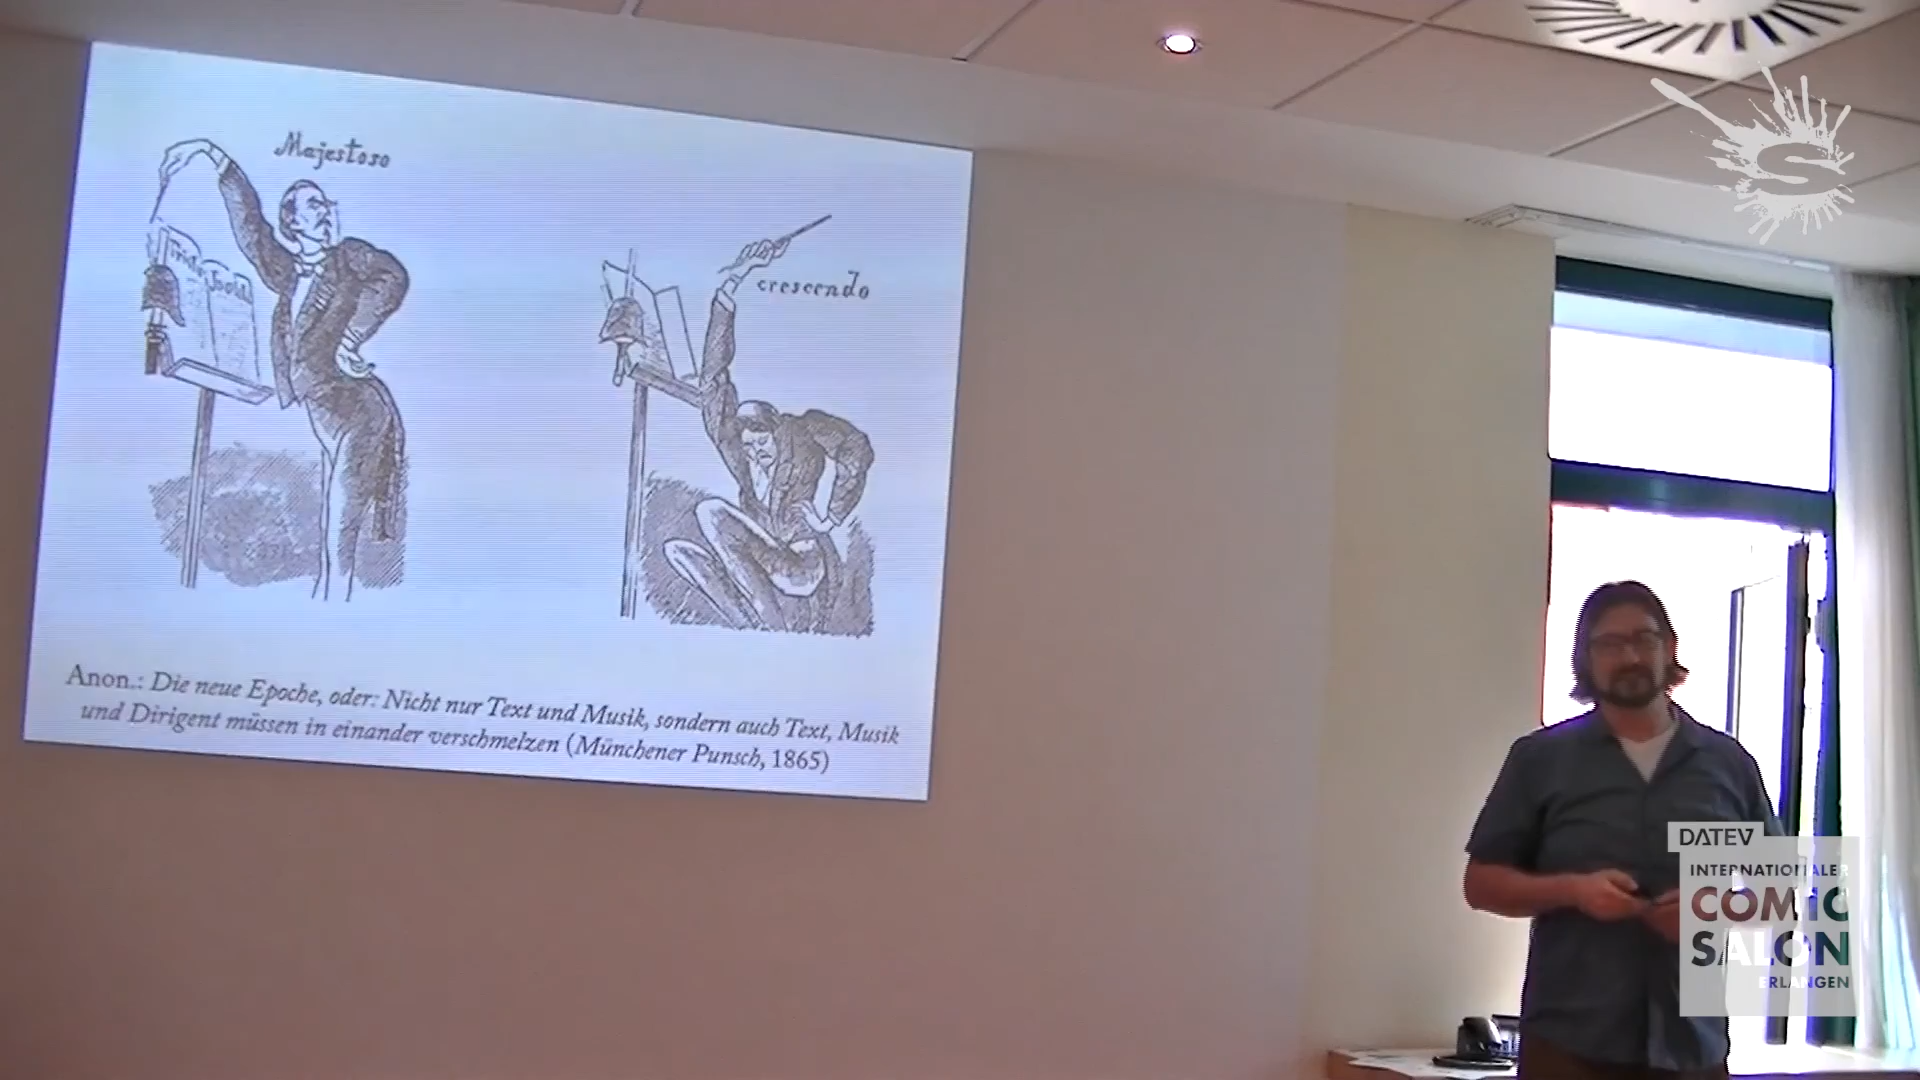 Majestoso
crescendo
Anon.: Die neue Epoche, oder: Nicht nur Text und Musik, sondern auch Text, Musik
und Dirigent müssen in einander verschmelzen (Münchener Punsch, 1865)
DATEV
INTERNATIONALER
COMIC
SALON
ERLANGEN